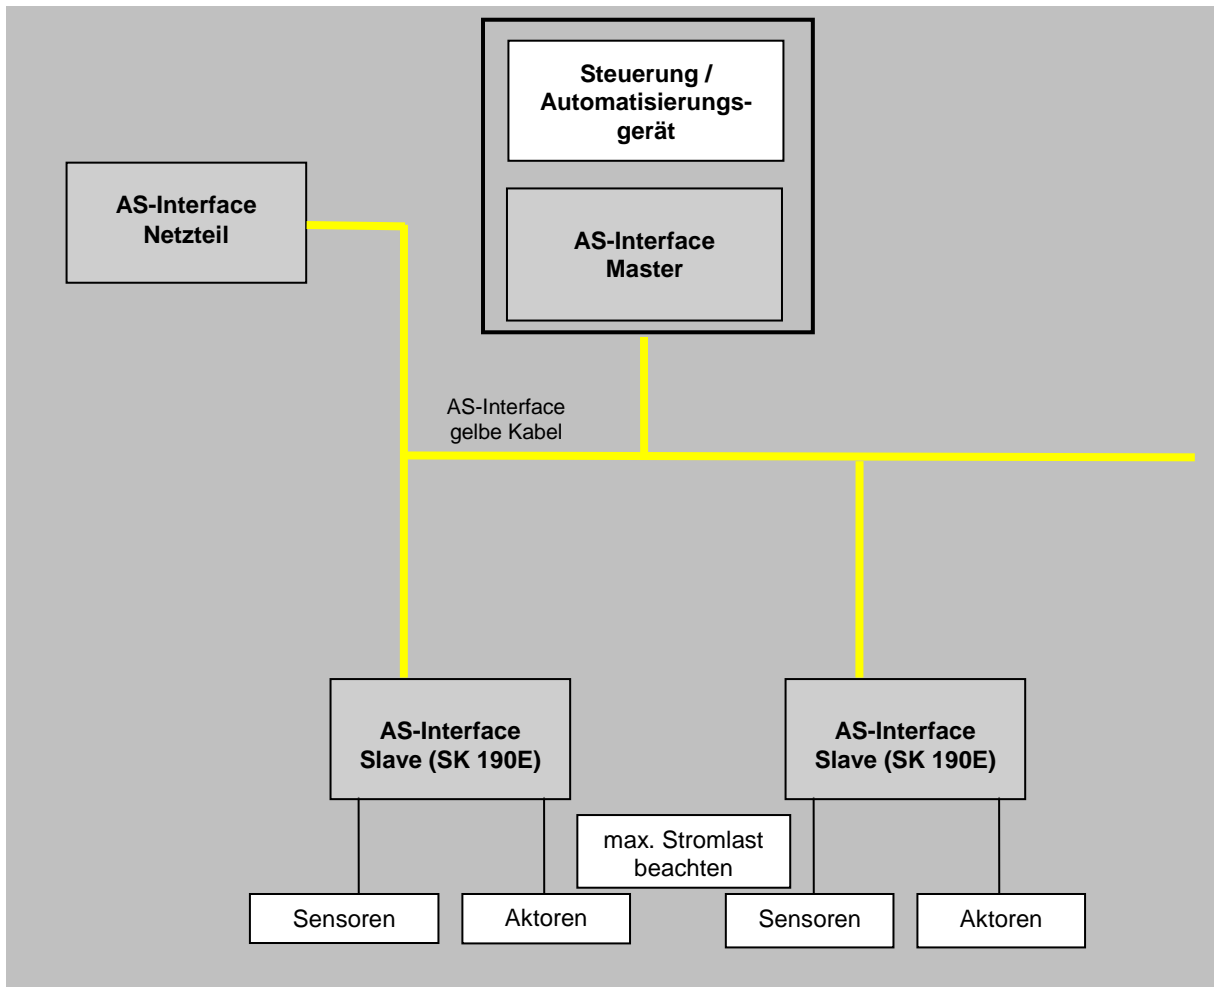 Steuerung /
Automatisierungs-
gerät
AS-Interface
Netzteil
AS-Interface
Master
AS-Interface
gelbe Kabel
AS-Interface
Slave (SK 190E)
AS-Interface
Slave (SK 190E)
max. Stromlast
beachten
Sensoren
Aktoren
Sensoren
Aktoren